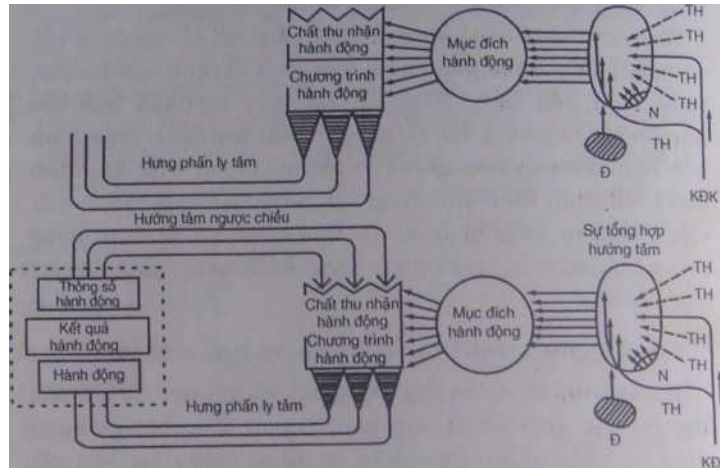 Chất thu nhận
hành động
Chương trình
hành động
Mục đích
hành động
TH
TH
TH
TH
N
TH
Đ
KĐK
Hưng phấn ly tâm
Hướng tâm ngược chiều
Sự tổng hợp
hướng tâm
Thông số
hành động
Kết quả
hành động
Hành động
Chất thu nhận
hành động
Chương trình
hành động
Mục đích
hành động
TH
TH
TH
TH
N
TH
Đ
KĐ
Hưng phấn ly tâm